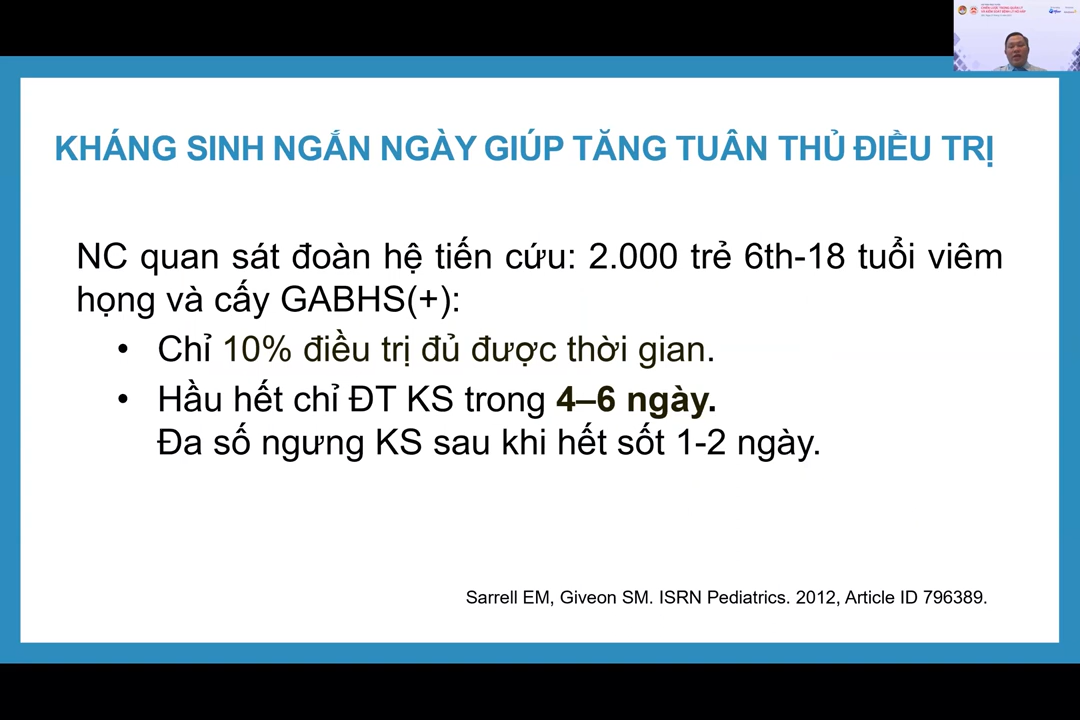 KHÁNG SINH NGẮN NGÀY GIÚP TĂNG TUÂN THỦ ĐIỀU TRỊ
NC quan sát đoàn hệ tiến cứu: 2.000 trẻ 6th-18 tuổi viêm
họng và cấy GABHS(+):
• Chỉ 10% điều trị đủ được thời gian.
• Hầu hết chỉ ĐT KS trong 4–6 ngày.
Đa số ngưng KS sau khi hết sốt 1-2 ngày.
Sarrell EM, Giveon SM. ISRN Pediatrics. 2012, Article ID 796389.